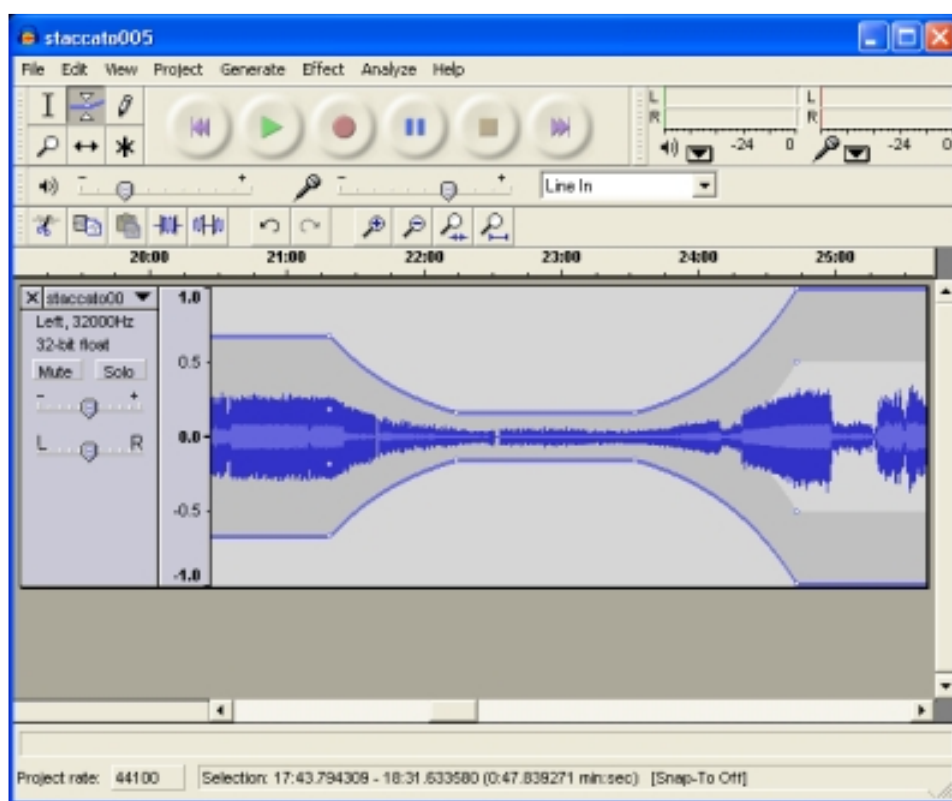 staccato005
File Edit View Project Generate Effect Analyze Help
L
R
-24 0
L
R
-24 0
- + - + Line In
20:00 21:00 22:00 23:00 24:00 25:00
X staccato00
Left, 32000Hz
32-bit float
Mute Solo
- +
L R
1.0
0.5
0.0
-0.5
-1.0
Project rate: 44100 Selection: 17:43.794309 - 18:31.633580 (0:47.839271 min:sec) [Snap-To Off]